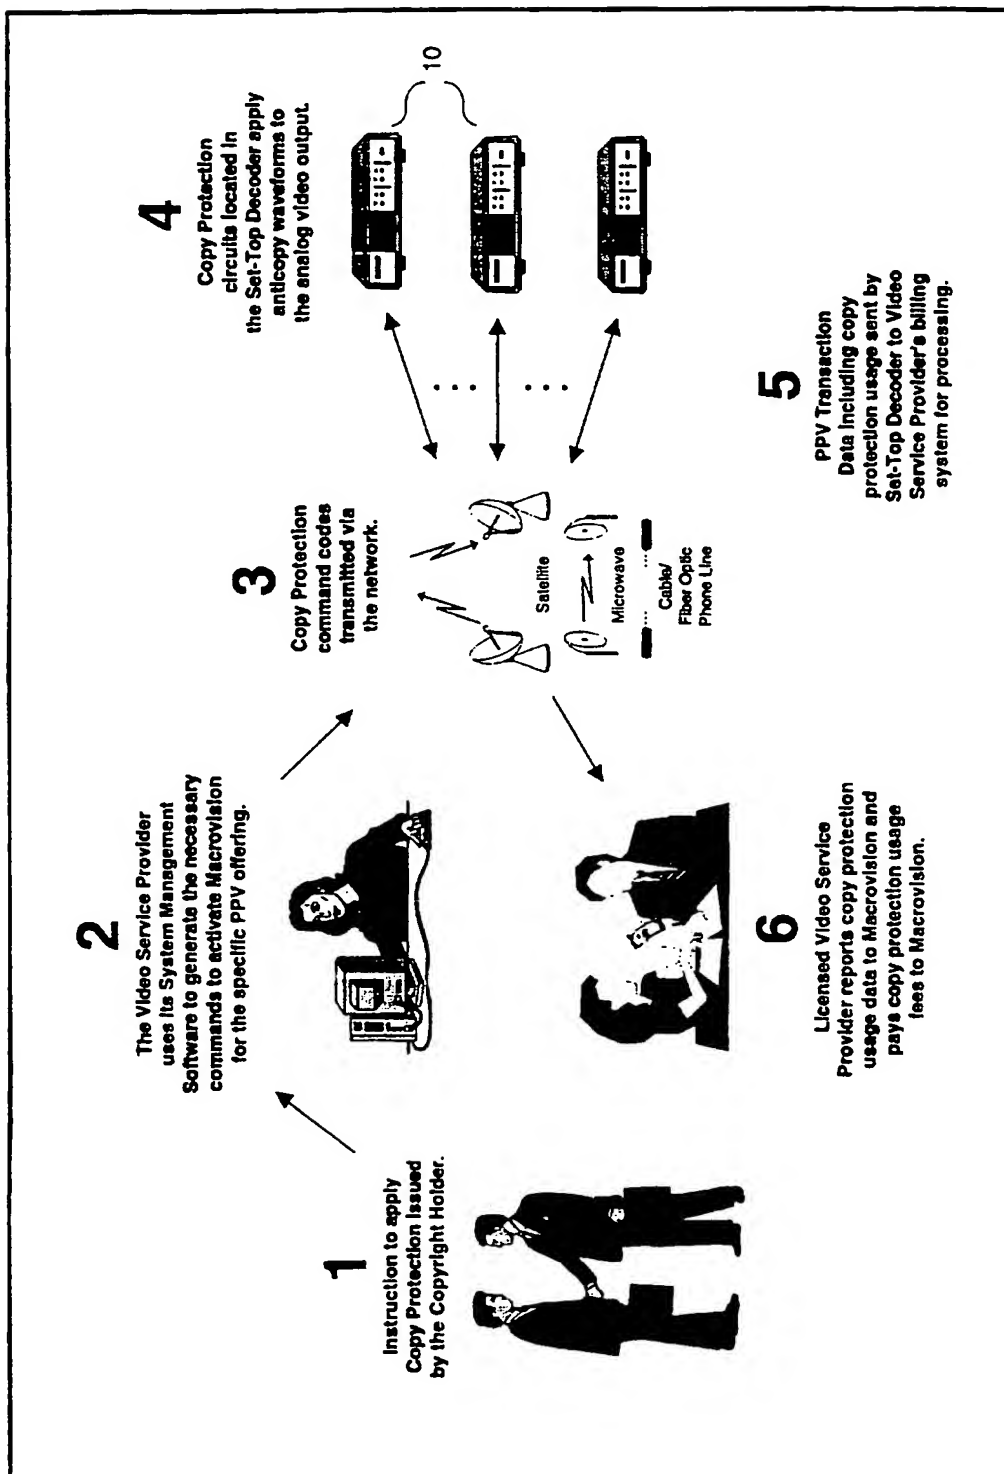 1
Instruction to apply
Copy Protection Issued
by the Copyright Holder.
2
The Video Service Provider
uses its System Management
Software to generate the necessary
commands to activate Macrovision
for the specific PPV offering.
3
Copy Protection
command codes
transmitted via
the network.
Satellite
Microwave
Cable/
Fiber Optic
Phone Line
4
Copy Protection
circuits located in
the Set-Top Decoder apply
anticopy waveforms to
the analog video output.
10
5
PPV Transaction
Data including copy
protection usage sent by
Set-Top Decoder to Video
Service Provider's billing
system for processing.
6
Licensed Video Service
Provider reports copy protection
usage data to Macrovision and
pays copy protection usage
fees to Macrovision.